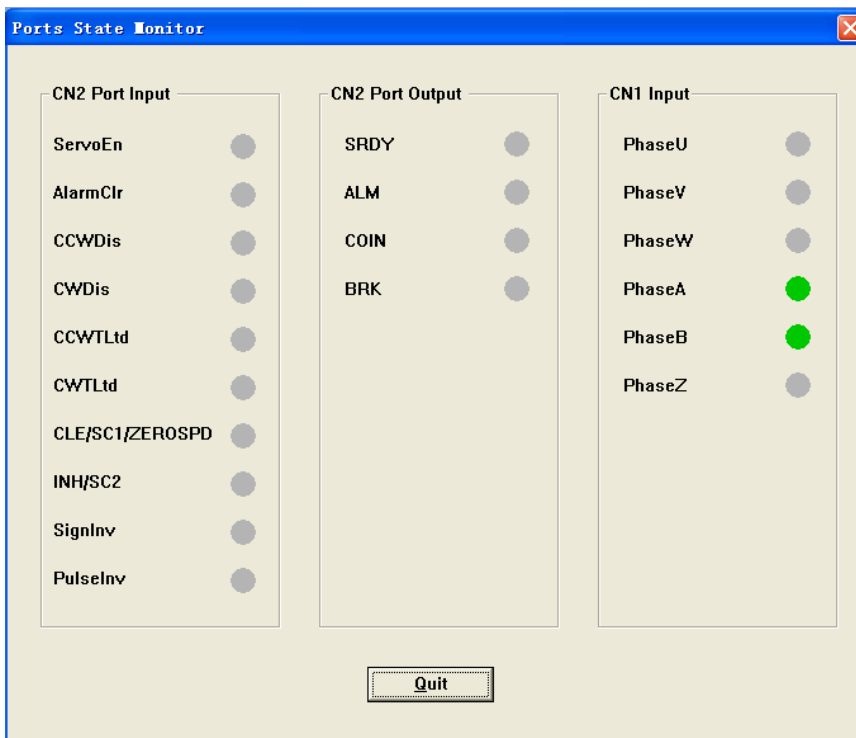 Ports State Monitor
CN2 Port Input
ServoEn
AlarmClr
CCWDis
CWDis
CCWTLtd
CWTLtd
CLE/SC1/ZEROSPD
INH/SC2
SignInv
PulseInv
CN2 Port Output
SRDY
ALM
COIN
BRK
CN1 Input
PhaseU
PhaseV
PhaseW
PhaseA
PhaseB
PhaseZ
Quit